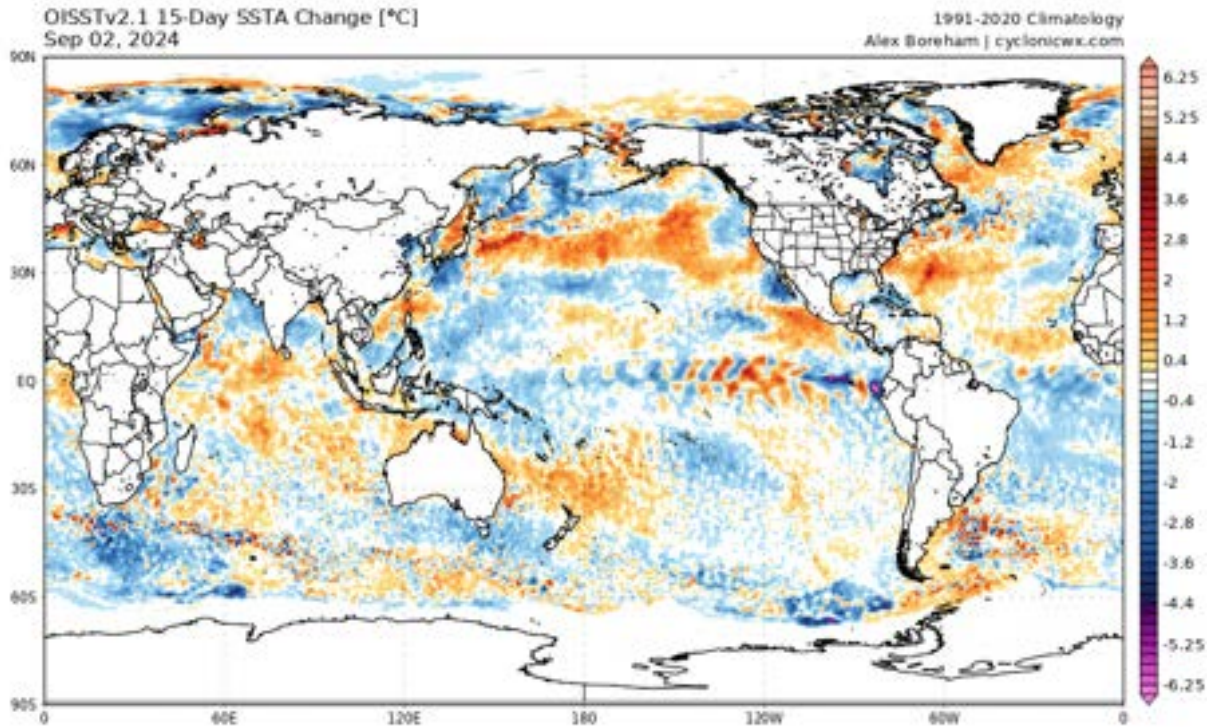 OISSTv2.1 15-Day SSTA Change [°C]
Sep 02, 2024
1991-2020 Climatology
Alex Boreham | cyclonicwx.com
90N
60N
30N
EQ
30S
60S
90S
0
60E
120E
180
120W
60W
0
6.25
5.25
4.4
3.6
2.8
2
1.2
0.4
-0.4
-1.2
-2
-2.8
-3.6
-4.4
-5.25
-6.25